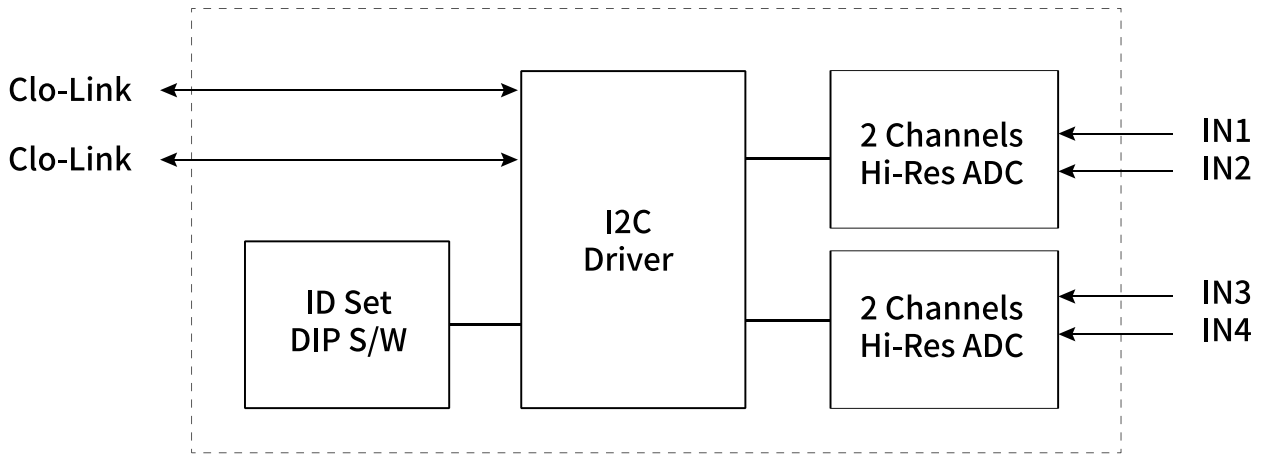 Clo-Link
Clo-Link
ID Set
DIP S/W
I2C
Driver
2 Channels
Hi-Res ADC
IN1
IN2
2 Channels
Hi-Res ADC
IN3
IN4